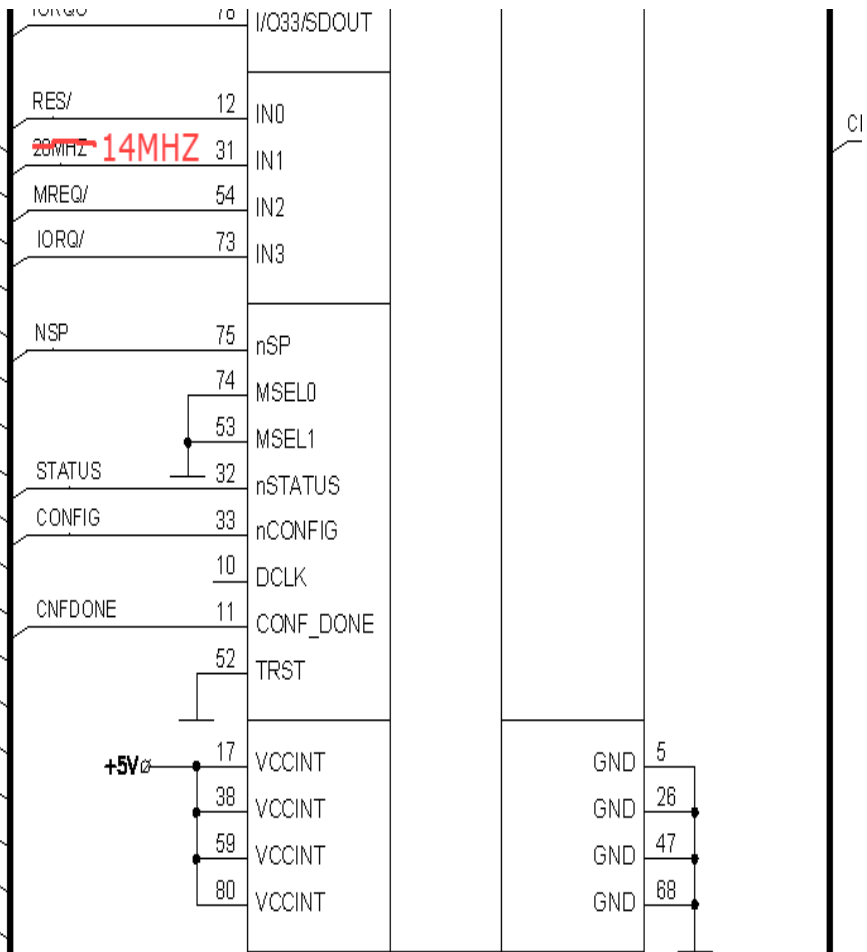 78 I/O33/SDOUT
RES/ 12 IN0
20MHZ 14MHZ 31 IN1
MREQ/ 54 IN2
IORQ/ 73 IN3
NSP 75 nSP
74 MSEL0
53 MSEL1
STATUS 32 nSTATUS
CONFIG 33 nCONFIG
10 DCLK
CNFDONE 11 CONF_DONE
52 TRST
+5V 17 VCCINT GND 5
38 VCCINT GND 26
59 VCCINT GND 47
80 VCCINT GND 68